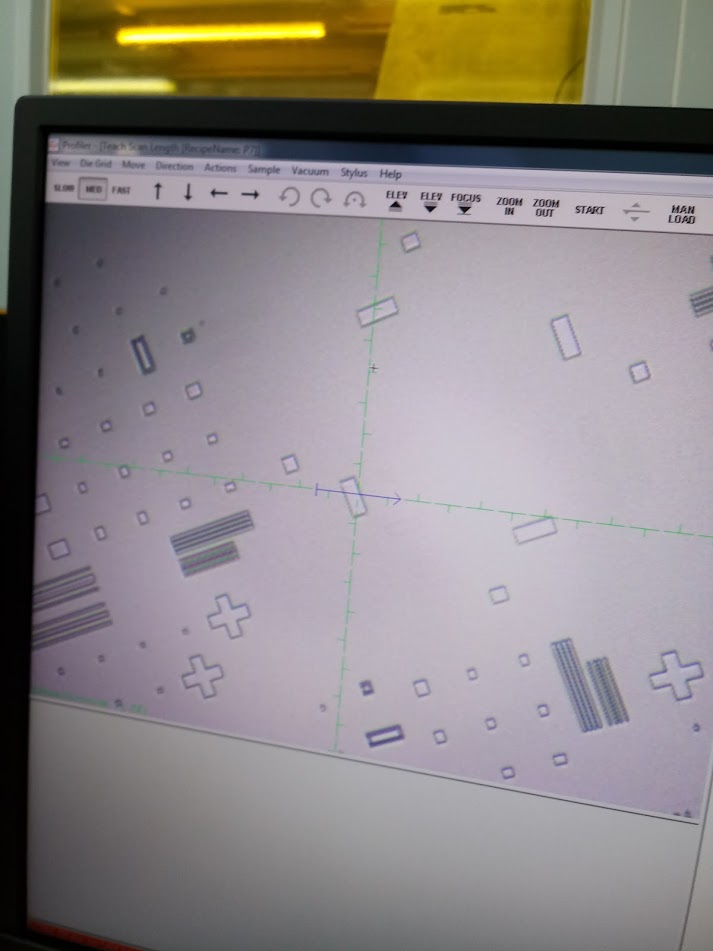 Profiler - [Teach Scan Length [RecipeName: P7]]
View Die Grid Move Direction Actions Sample Vacuum Stylus Help
SLOW MED FAST ELEV ELEV FOCUS ZOOM IN ZOOM OUT START MAN LOAD